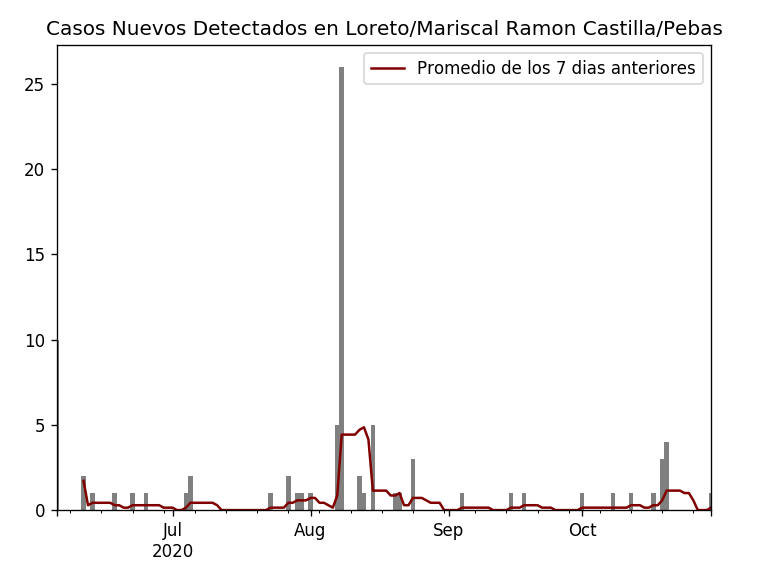 Casos Nuevos Detectados en Loreto/Mariscal Ramon Castilla/Pebas
Promedio de los 7 dias anteriores
25
20
15
10
5
0
Jul
2020
Aug
Sep
Oct